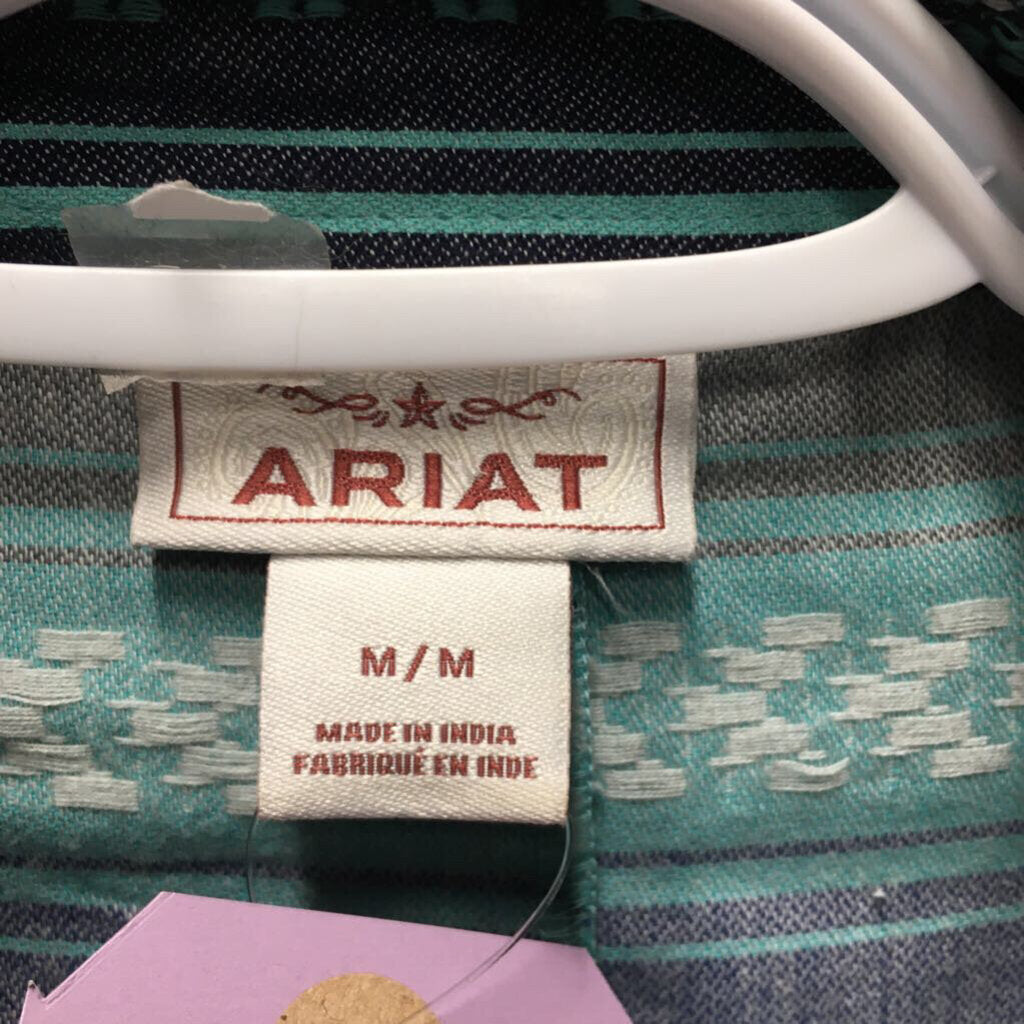 ARIAT
M/M
MADE IN INDIA
FABRIQUÉ EN INDE